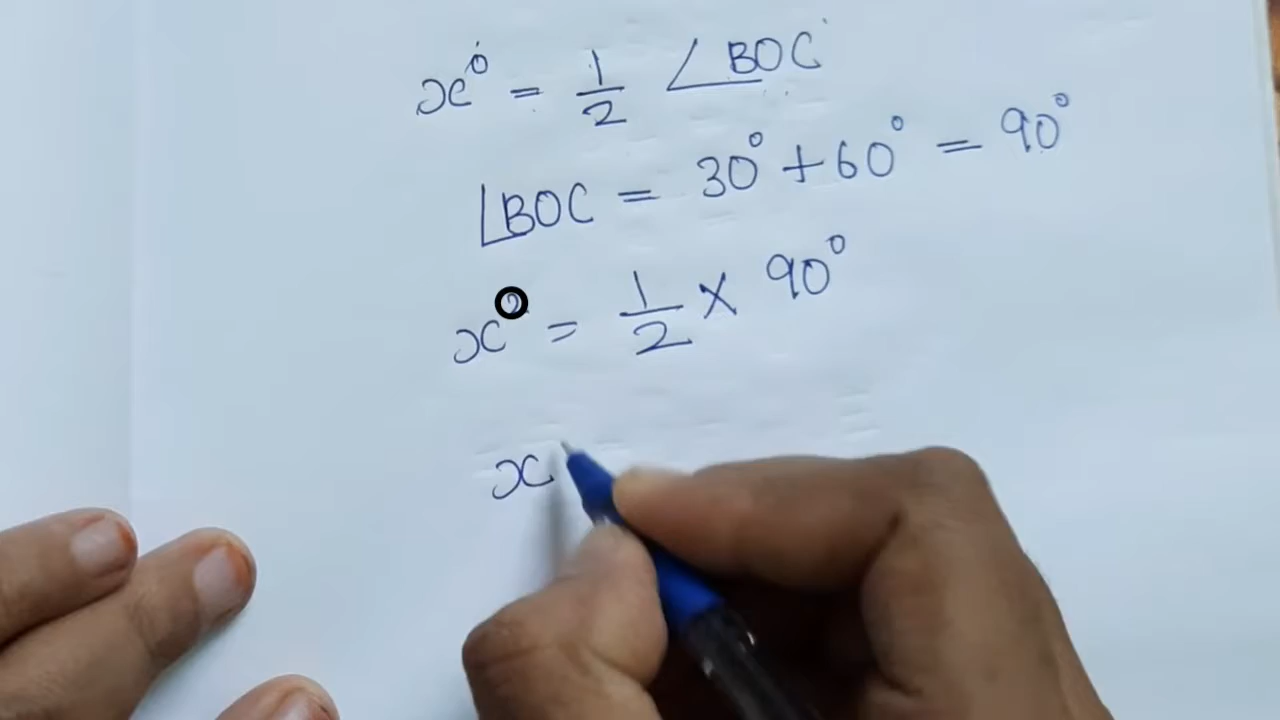 x° = 1/2 ∠BOC
∠BOC = 30° + 60° = 90°
x° = 1/2 × 90°
x